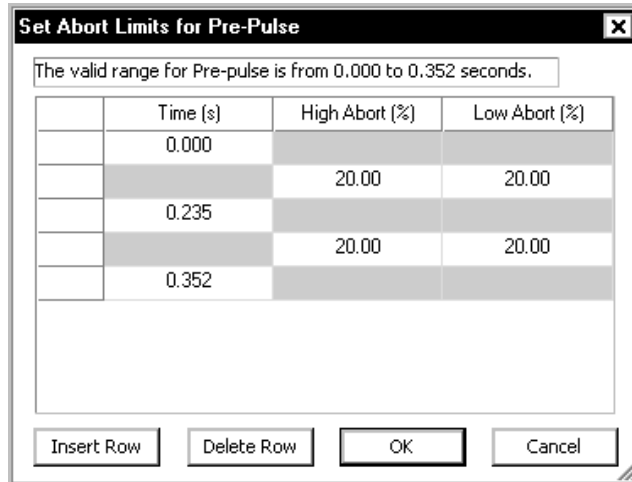 Set Abort Limits for Pre-Pulse
The valid range for Pre-pulse is from 0.000 to 0.352 seconds.
Time (s) High Abort (%) Low Abort (%)
0.000
20.00 20.00
0.235
20.00 20.00
0.352
Insert Row Delete Row OK Cancel